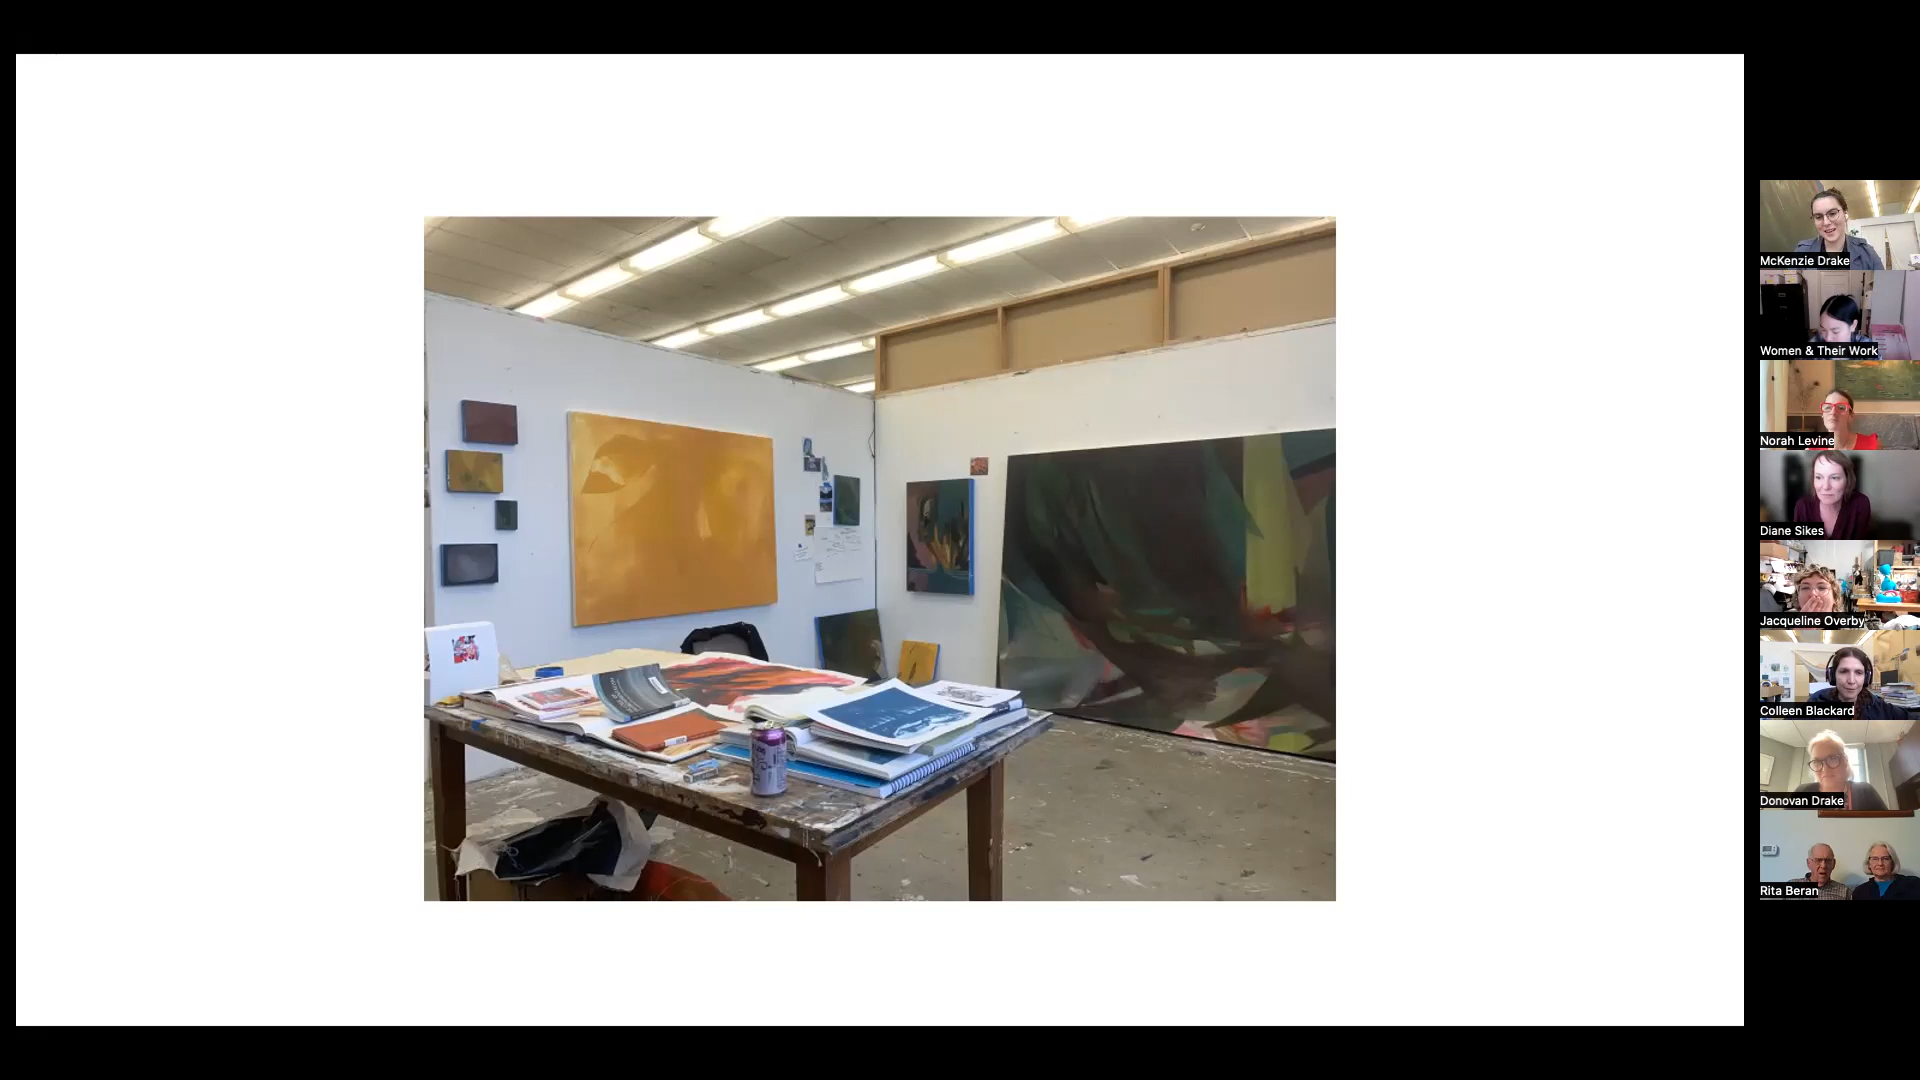 McKenzie Drake
Women & Their Work
Norah Levine
Diane Sikes
Jacqueline Overby
Colleen Blackard
Donovan Drake
Rita Beran